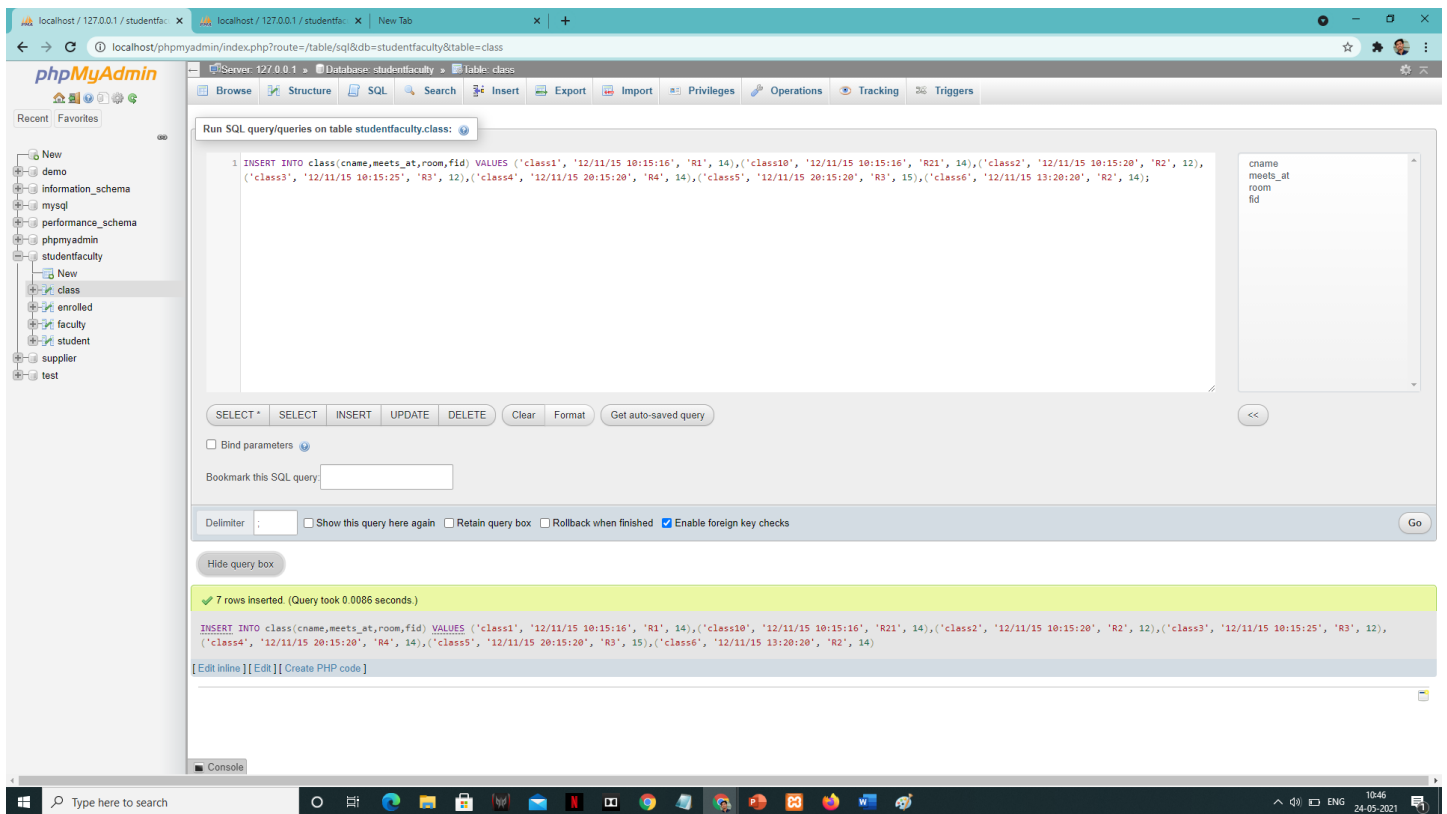 localhost / 127.0.0.1 / studentfac
localhost / 127.0.0.1 / studentfac
New Tab
localhost/phpmyadmin/index.php?route=/table/sql&db=studentfaculty&table=class
phpMyAdmin
Recent Favorites
New
demo
information_schema
mysql
performance_schema
phpmyadmin
studentfaculty
New
class
enrolled
faculty
student
supplier
test
Server: 127.0.0.1 » Database: studentfaculty » Table: class
Browse Structure SQL Search Insert Export Import Privileges Operations Tracking Triggers
Run SQL query/queries on table studentfaculty.class:
1 INSERT INTO class(cname,meets_at,room,fid) VALUES ('class1', '12/11/15 10:15:16', 'R1', 14),('class10', '12/11/15 10:15:16', 'R21', 14),('class2', '12/11/15 10:15:20', 'R2', 12),
('class3', '12/11/15 10:15:25', 'R3', 12),('class4', '12/11/15 20:15:20', 'R4', 14),('class5', '12/11/15 20:15:20', 'R3', 15),('class6', '12/11/15 13:20:20', 'R2', 14);
cname
meets_at
room
fid
SELECT * SELECT INSERT UPDATE DELETE Clear Format Get auto-saved query
<<
Bind parameters
Bookmark this SQL query:
Delimiter ; Show this query here again Retain query box Rollback when finished Enable foreign key checks Go
Hide query box
7 rows inserted. (Query took 0.0086 seconds.)
INSERT INTO class(cname,meets_at,room,fid) VALUES ('class1', '12/11/15 10:15:16', 'R1', 14),('class10', '12/11/15 10:15:16', 'R21', 14),('class2', '12/11/15 10:15:20', 'R2', 12),('class3', '12/11/15 10:15:25', 'R3', 12),
('class4', '12/11/15 20:15:20', 'R4', 14),('class5', '12/11/15 20:15:20', 'R3', 15),('class6', '12/11/15 13:20:20', 'R2', 14)
[ Edit inline ] [ Edit ] [ Create PHP code ]
Console
Type here to search
ENG
10:46
24-05-2021